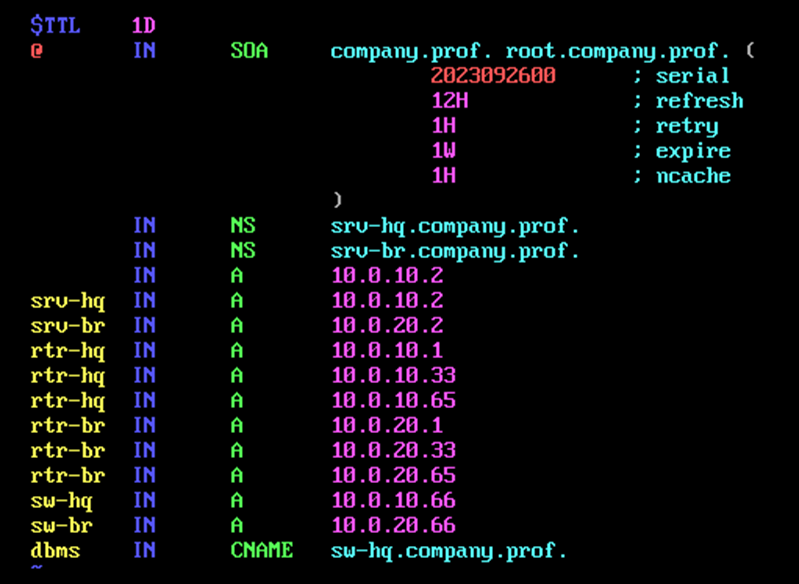 $TTL 1D
@ IN SOA company.prof. root.company.prof. (
2023092600 ; serial
12H ; refresh
1H ; retry
1W ; expire
1H ; ncache
)
IN NS srv-hq.company.prof.
IN NS srv-br.company.prof.
IN A 10.0.10.2
srv-hq IN A 10.0.10.2
srv-br IN A 10.0.20.2
rtr-hq IN A 10.0.10.1
rtr-hq IN A 10.0.10.33
rtr-hq IN A 10.0.10.65
rtr-br IN A 10.0.20.1
rtr-br IN A 10.0.20.33
rtr-br IN A 10.0.20.65
sw-hq IN A 10.0.10.66
sw-br IN A 10.0.20.66
dbms IN CNAME sw-hq.company.prof.
~